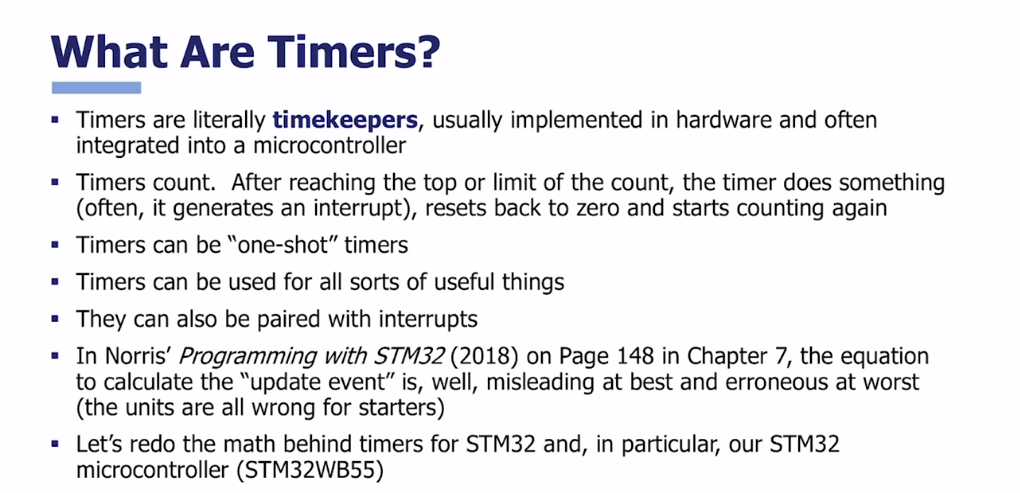 What Are Timers?
▪ Timers are literally timekeepers, usually implemented in hardware and often
integrated into a microcontroller
▪ Timers count.  After reaching the top or limit of the count, the timer does something
(often, it generates an interrupt), resets back to zero and starts counting again
▪ Timers can be “one-shot” timers
▪ Timers can be used for all sorts of useful things
▪ They can also be paired with interrupts
▪ In Norris’ Programming with STM32 (2018) on Page 148 in Chapter 7, the equation
to calculate the “update event” is, well, misleading at best and erroneous at worst
(the units are all wrong for starters)
▪ Let’s redo the math behind timers for STM32 and, in particular, our STM32
microcontroller (STM32WB55)